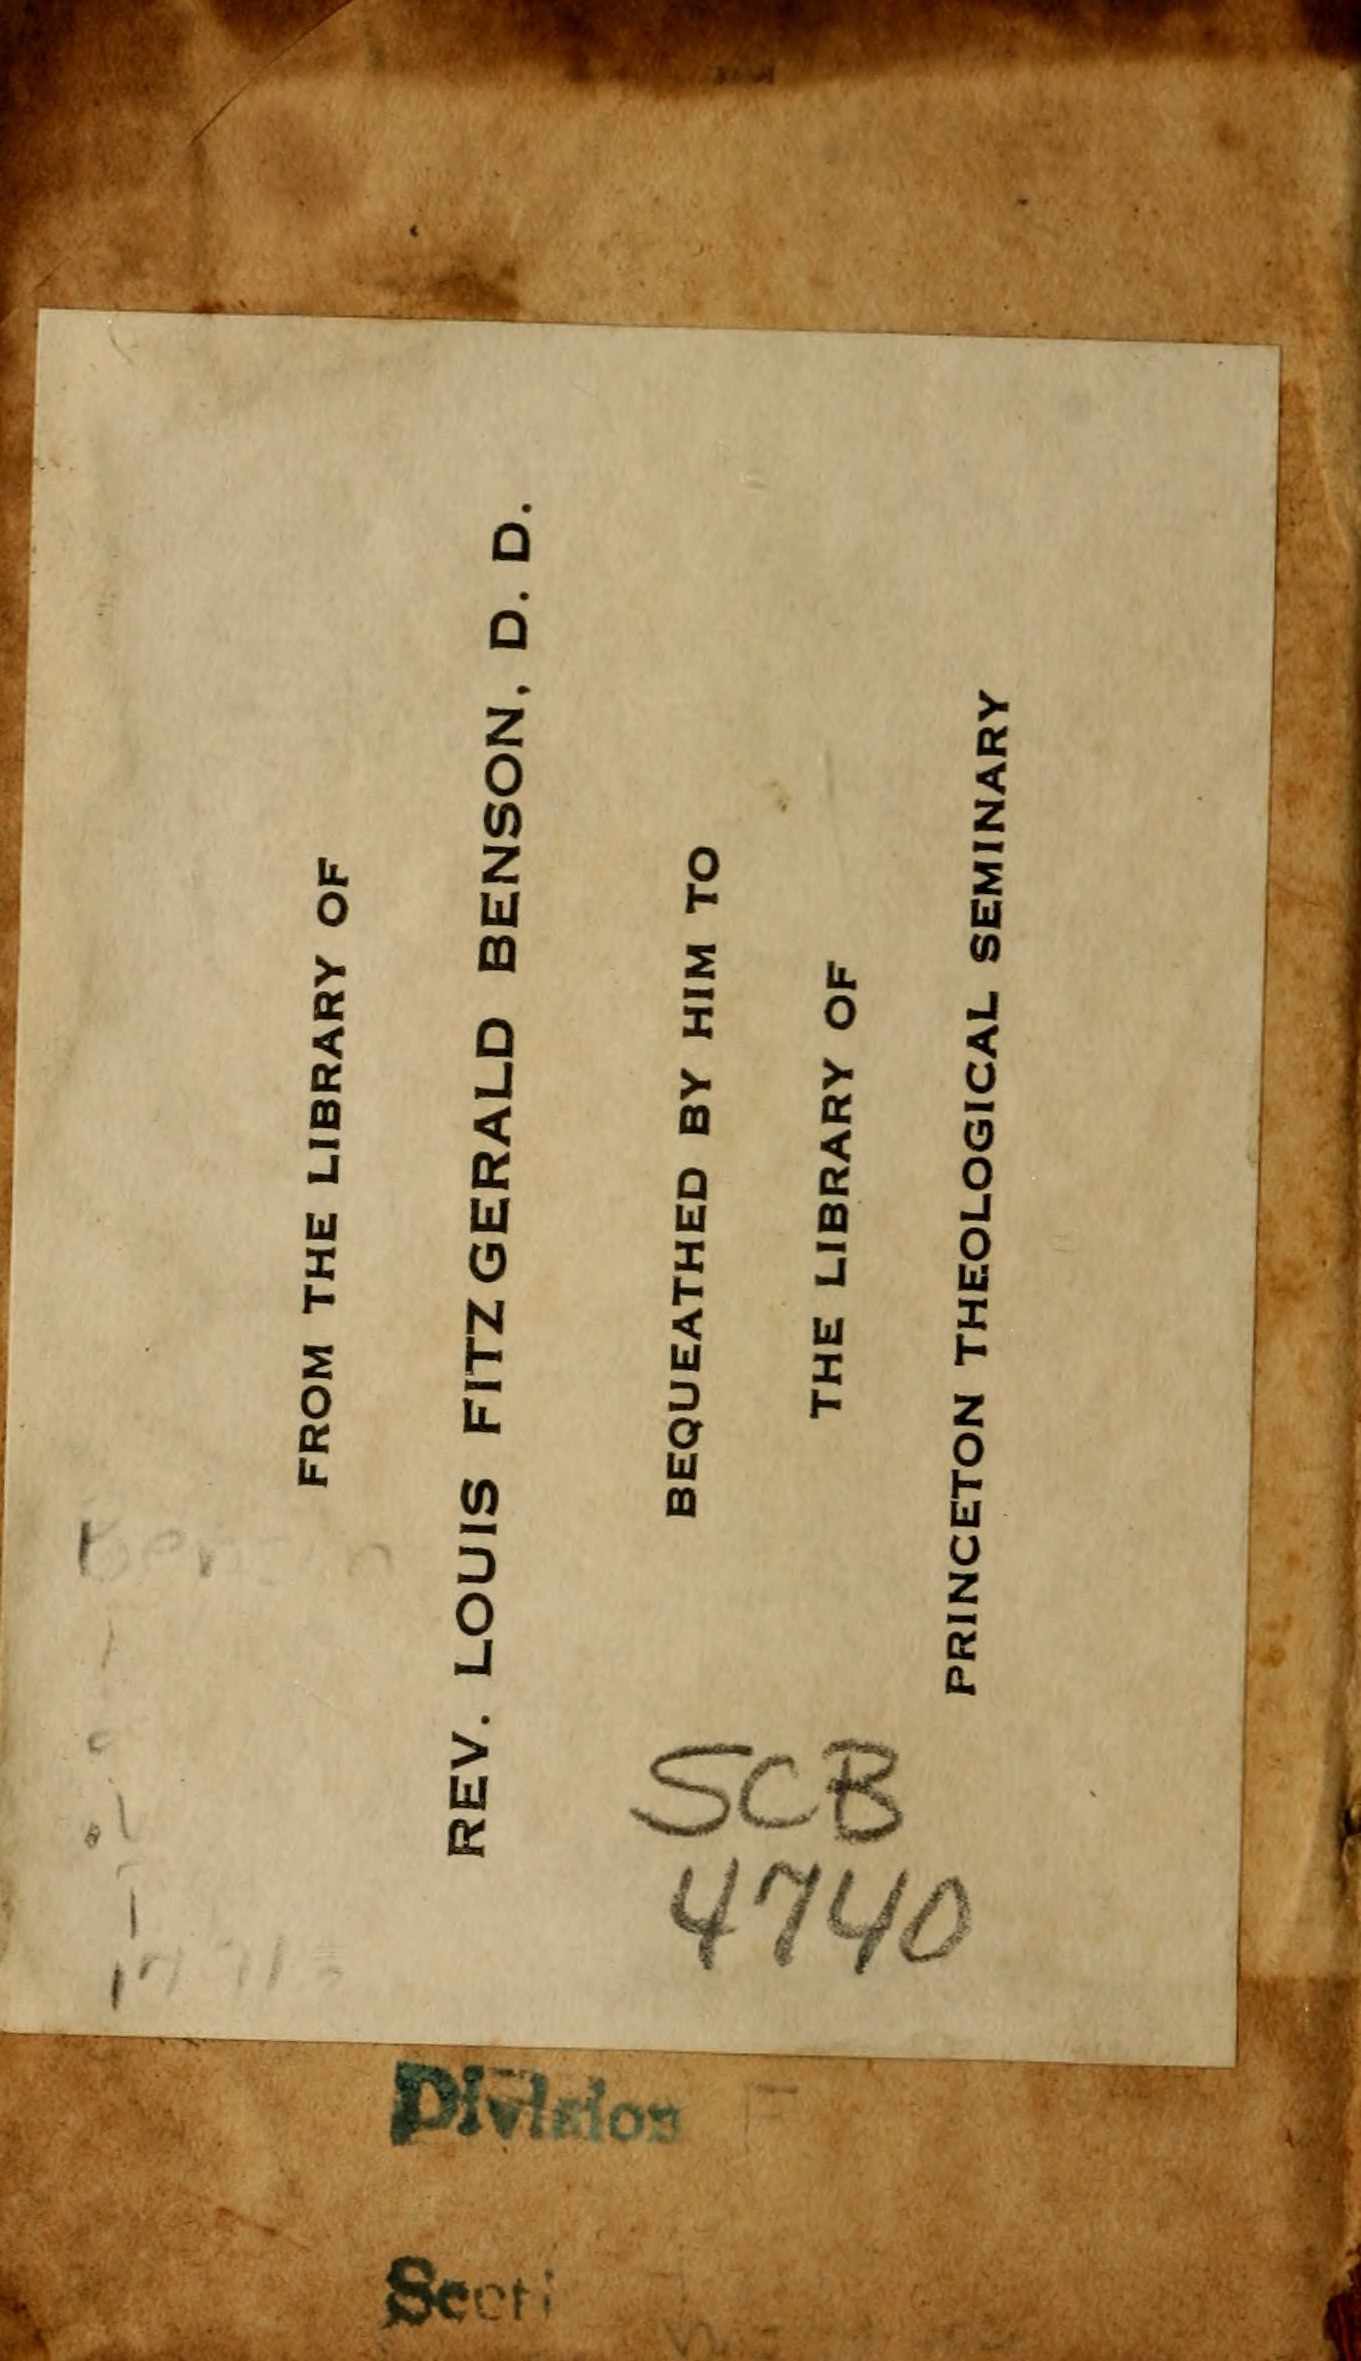 FROM THE LIBRARY OF
REV. LOUIS FITZGERALD BENSON, D. D.
BEQUEATHED BY HIM TO
THE LIBRARY OF
PRINCETON THEOLOGICAL SEMINARY
SCB
4740
Division
Secti